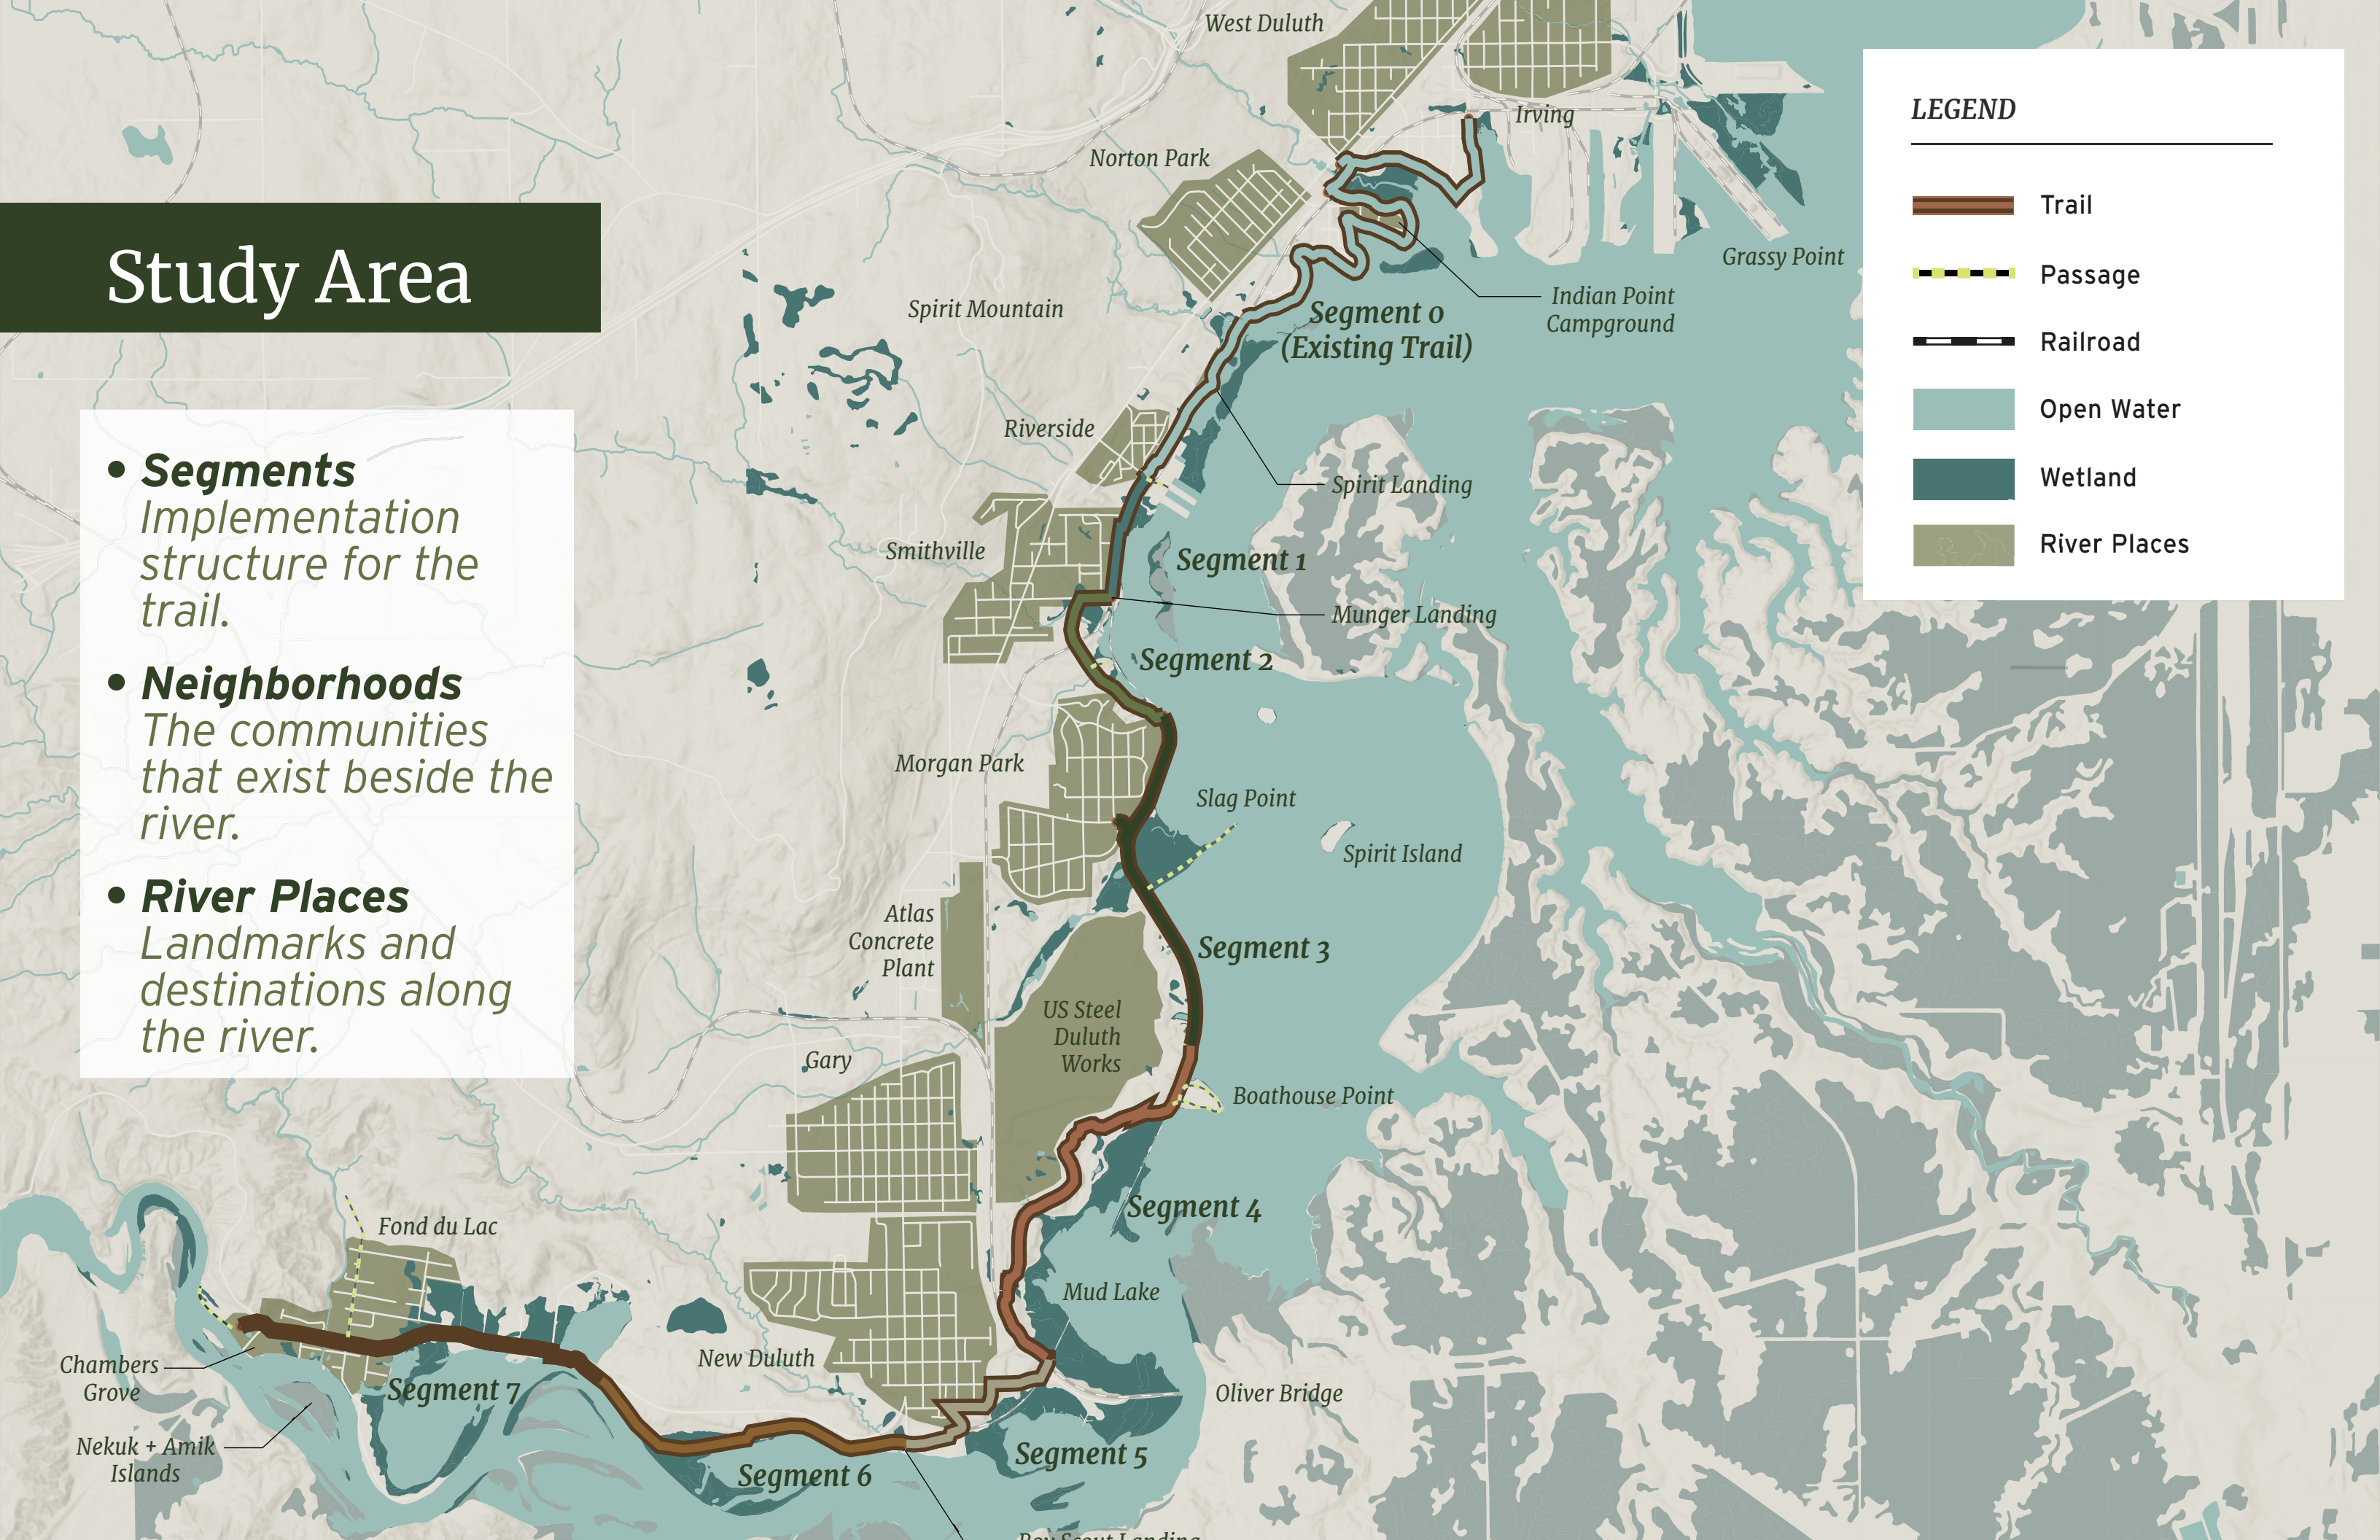 West Duluth
Irving
Norton Park
Grassy Point
Indian Point
Campground
Segment 0
(Existing Trail)
Spirit Mountain
Riverside
Spirit Landing
Smithville
Segment 1
Munger Landing
Segment 2
Morgan Park
Slag Point
Spirit Island
Atlas
Concrete
Plant
Segment 3
US Steel
Duluth
Works
Gary
Boathouse Point
Segment 4
Fond du Lac
Mud Lake
New Duluth
Chambers
Grove
Segment 7
Oliver Bridge
Nekuk + Amik
Islands
Segment 6
Segment 5
Boy Scout Landing
Study Area
• Segments
Implementation
structure for the
trail.
• Neighborhoods
The communities
that exist beside the
river.
• River Places
Landmarks and
destinations along
the river.
LEGEND
Trail
Passage
Railroad
Open Water
Wetland
River Places